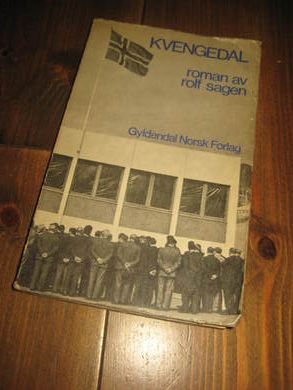 KVENGEDAL
roman av
rolf sagen
Gyldendal Norsk Forlag